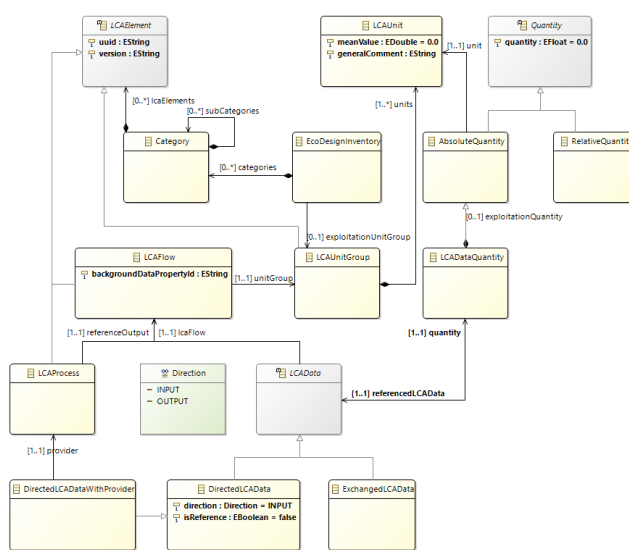 LCAElement
uuid : EString
version : EString
LCAUnit
meanValue : EDouble = 0.0
generalComment : EString
Quantity
quantity : EFloat = 0.0
[1..1] unit
[0..*] lcaElements
[0..*] subCategories
[1..*] units
Category
EcoDesignInventory
AbsoluteQuantity
RelativeQuantit
[0..*] categories
[0..1] exploitationQuantity
[0..1] exploitationUnitGroup
LCAFlow
backgroundDataPropertyId : EString
[1..1] unitGroup
LCAUnitGroup
LCADataQuantity
[1..1] referenceOutput
[1..1] lcaFlow
[1..1] quantity
LCAProcess
Direction
INPUT
OUTPUT
LCAData
[1..1] referencedLCAData
[1..1] provider
DirectedLCADataWithProvider
DirectedLCAData
direction : Direction = INPUT
isReference : EBoolean = false
ExchangedLCAData